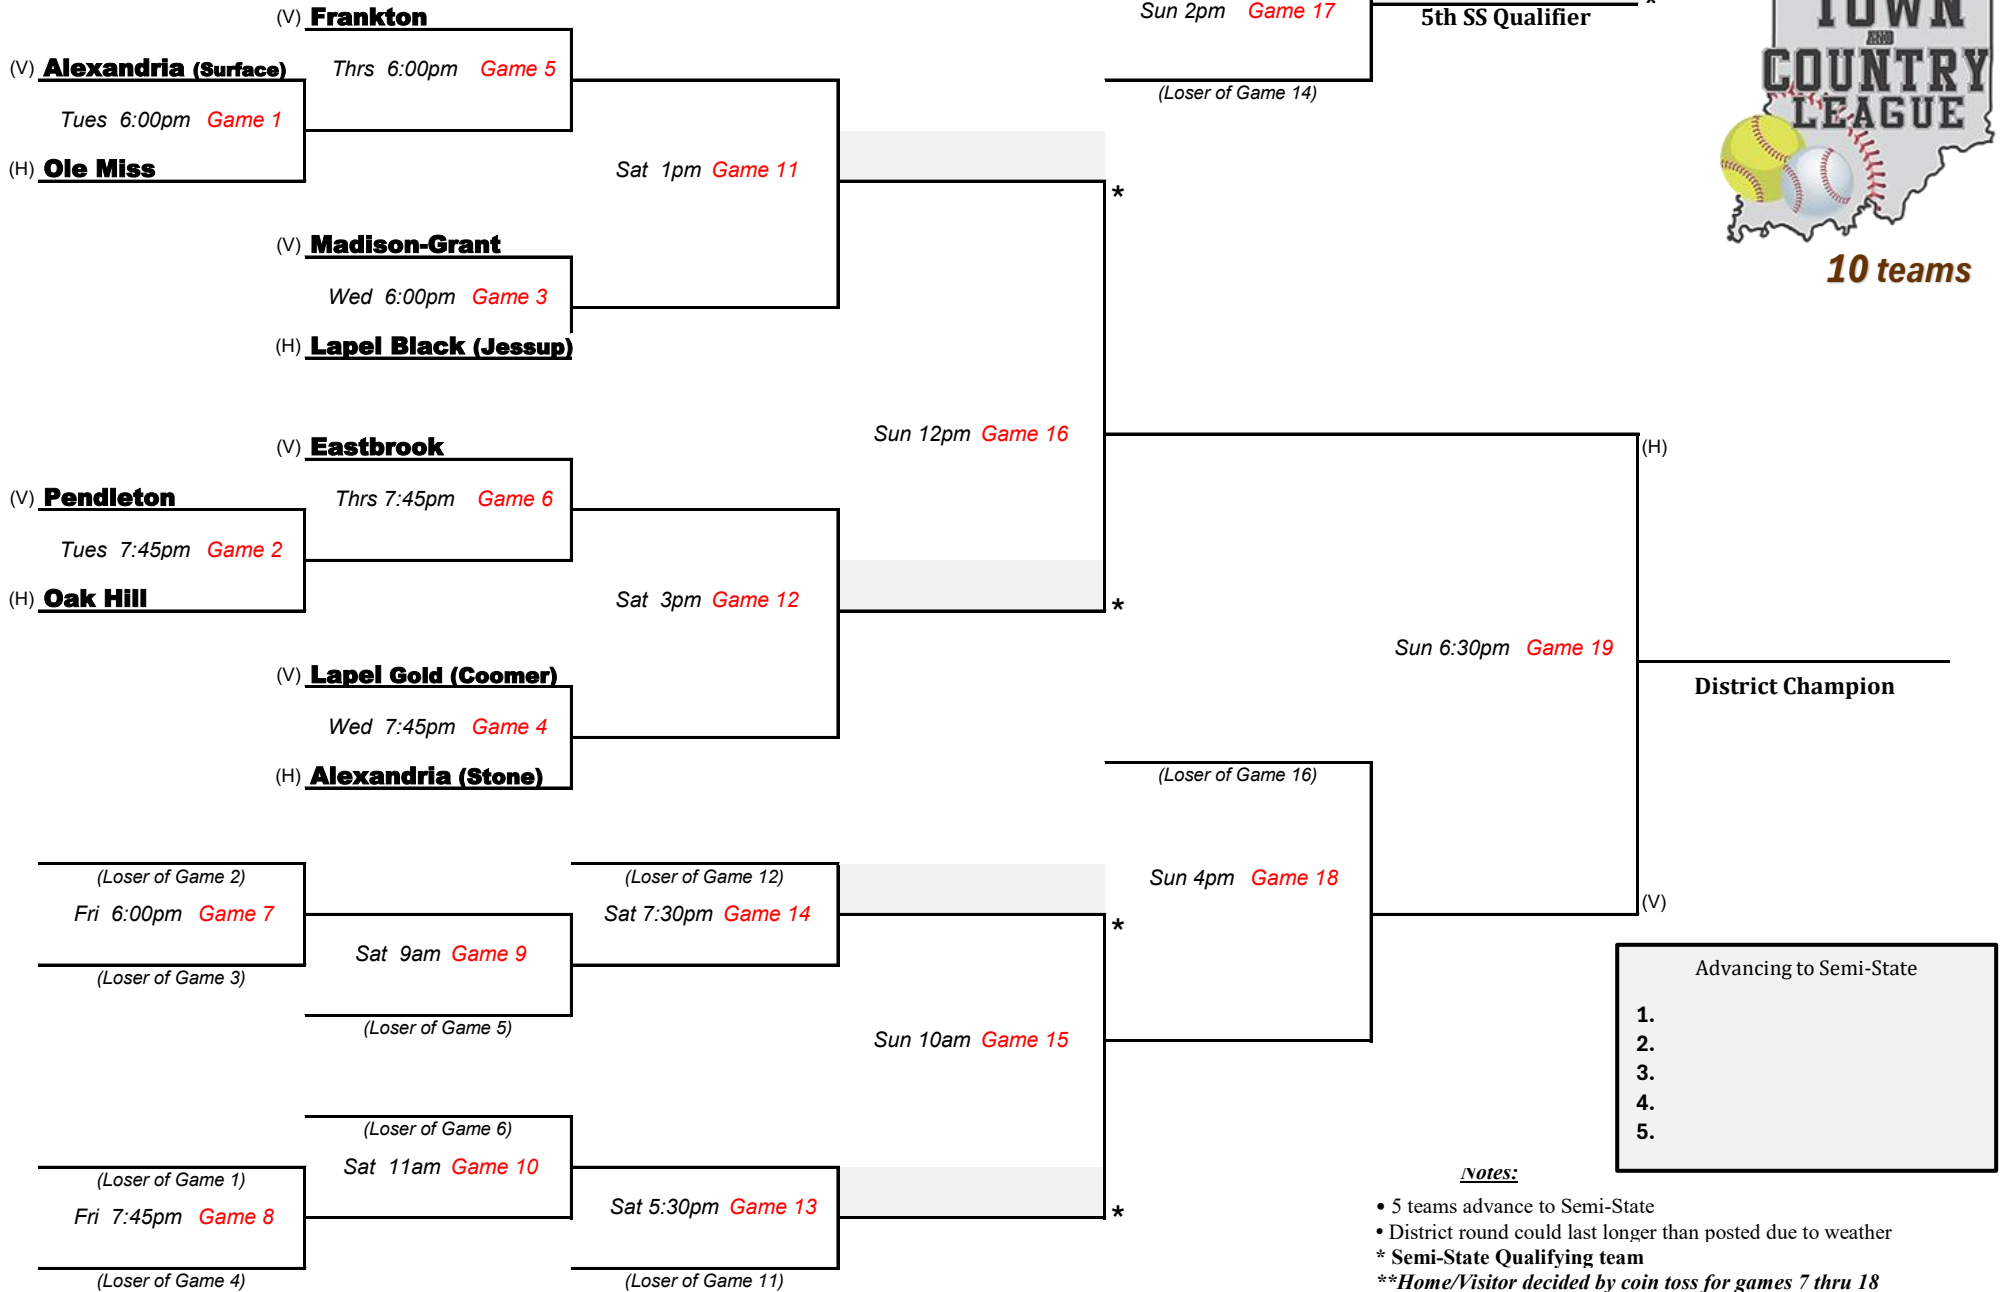 (V) Frankton
Sun 2pm Game 17
5th SS Qualifier
*
TOWN
AND
COUNTRY
LEAGUE
(V) Alexandria (Surface)
Thrs 6:00pm Game 5
(Loser of Game 14)
Tues 6:00pm Game 1
(H) Ole Miss
Sat 1pm Game 11
*
(V) Madison-Grant
10 teams
Wed 6:00pm Game 3
(H) Lapel Black (Jessup)
Sun 12pm Game 16
(H)
(V) Eastbrook
(V) Pendleton
Thrs 7:45pm Game 6
Tues 7:45pm Game 2
(H) Oak Hill
Sat 3pm Game 12
*
Sun 6:30pm Game 19
(V) Lapel Gold (Coomer)
District Champion
Wed 7:45pm Game 4
(H) Alexandria (Stone)
(Loser of Game 16)
(Loser of Game 2)
(Loser of Game 12)
Sun 4pm Game 18
(V)
Fri 6:00pm Game 7
Sat 7:30pm Game 14
*
Sat 9am Game 9
(Loser of Game 3)
(Loser of Game 5)
Sun 10am Game 15
Advancing to Semi-State
1.
2.
3.
4.
5.
(Loser of Game 6)
(Loser of Game 1)
Sat 11am Game 10
Fri 7:45pm Game 8
Sat 5:30pm Game 13
*
(Loser of Game 4)
(Loser of Game 11)
Notes:
• 5 teams advance to Semi-State
• District round could last longer than posted due to weather
* Semi-State Qualifying team
**Home/Visitor decided by coin toss for games 7 thru 18